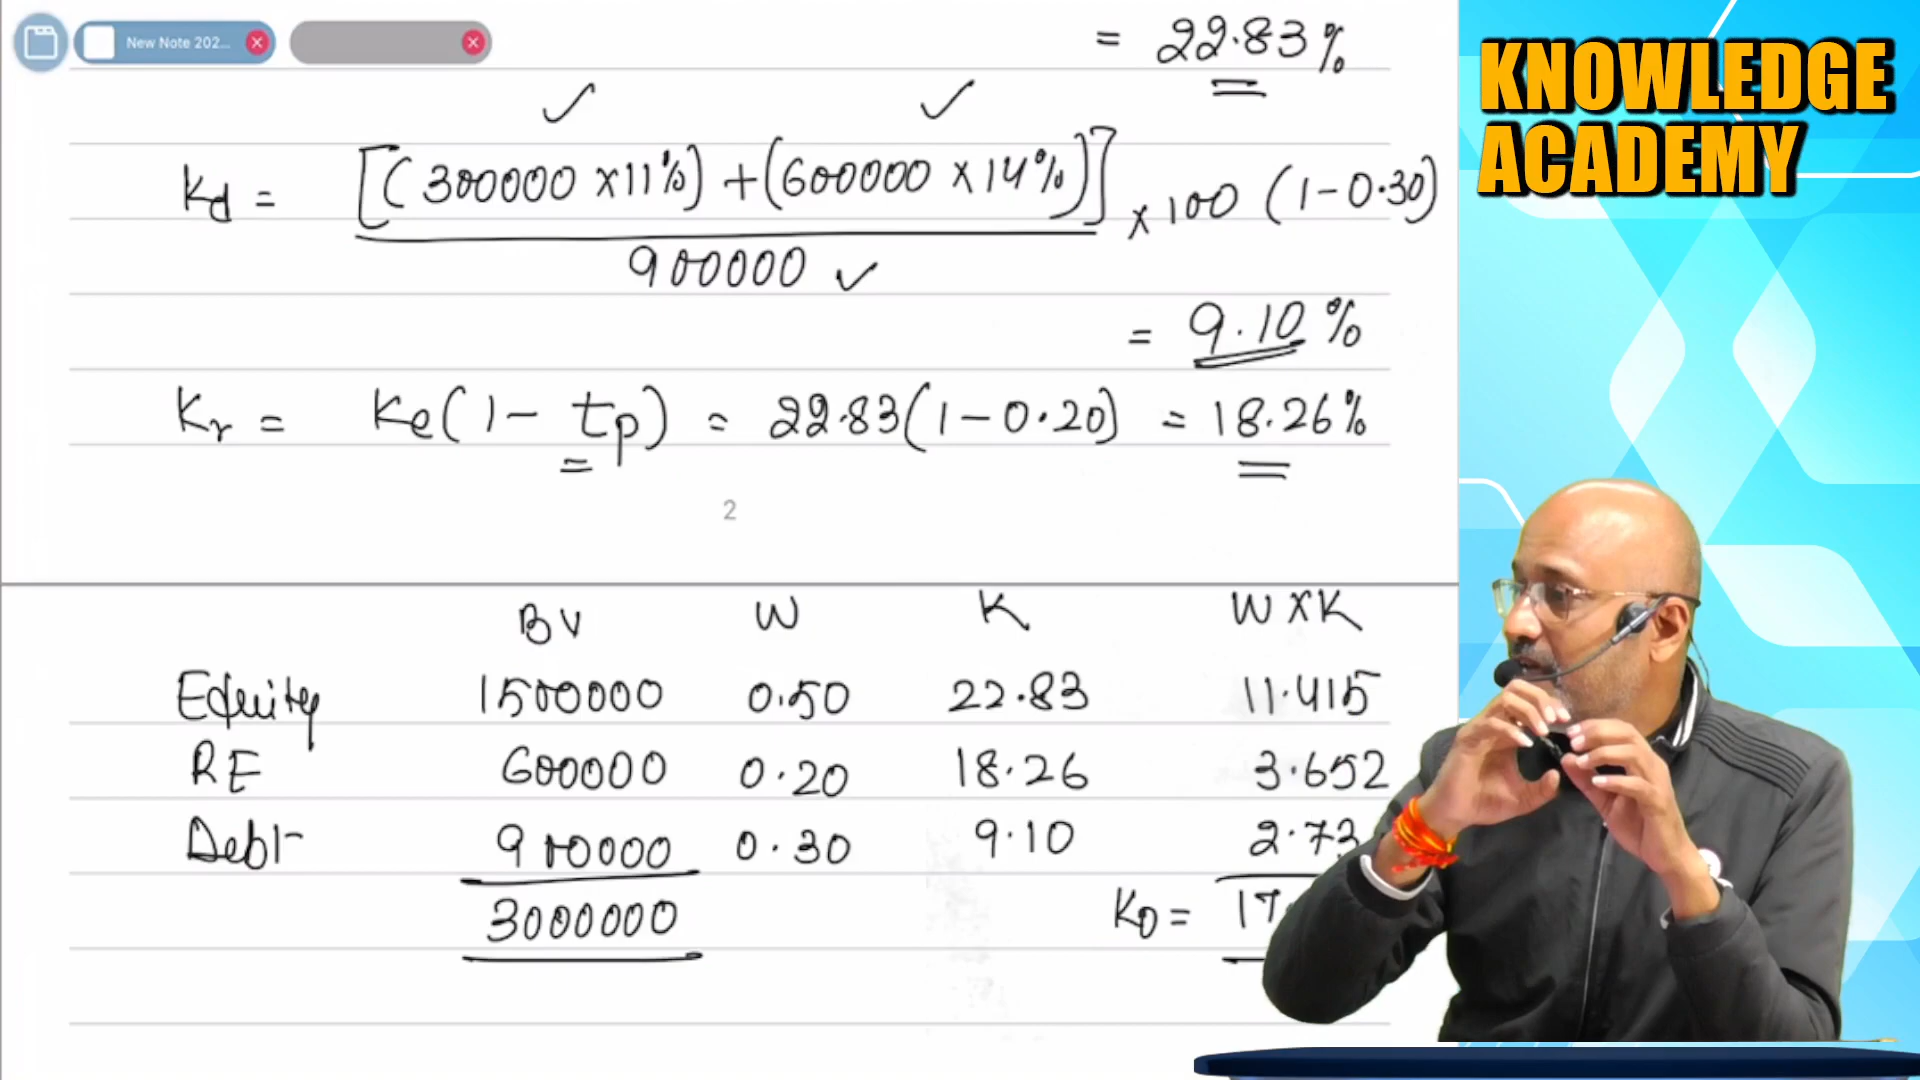 New Note 202...
= 22.83%
KNOWLEDGE
ACADEMY
Kd = [(300000 x11%) + (600000 x 14%)] x 100 (1-0.30)
900000
= 9.10 %
Kr = Ke(1- tp) = 22.83(1-0.20) = 18.26%
2
BV W K WXK
Equity 1500000 0.50 22.83 11.415
RE 600000 0.20 18.26 3.652
Debt 900000 0.30 9.10 2.73
3000000 KO = 17